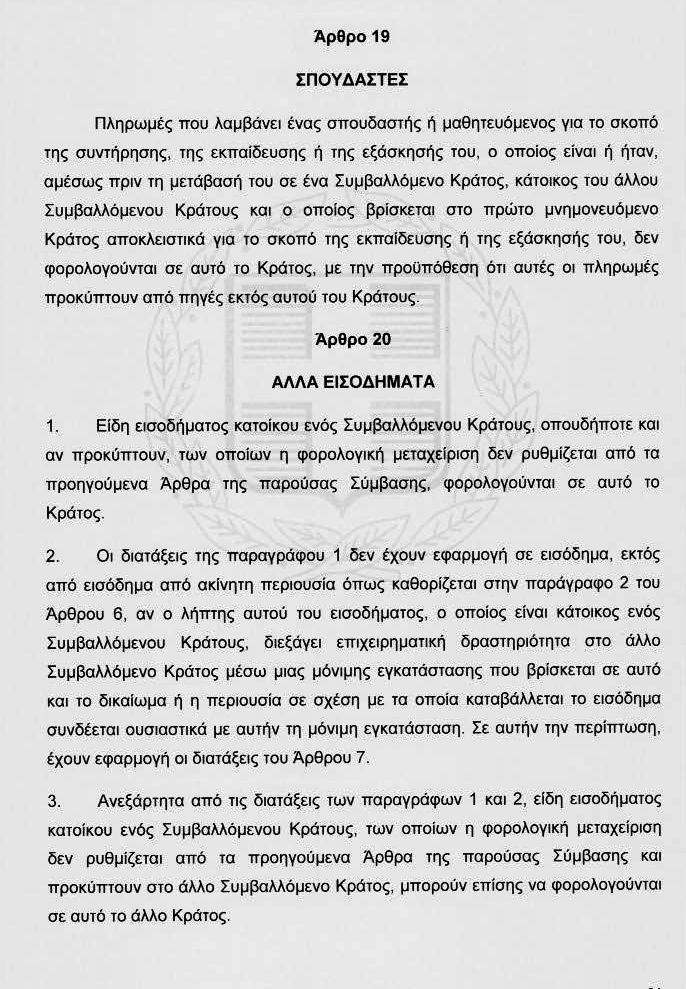 Άρθρο 19
ΣΠΟΥΔΑΣΤΕΣ
Πληρωμές που λαμβάνει ένας σπουδαστής ή μαθητευόμενος για το σκοπό
της συντήρησης, της εκπαίδευσης ή της εξάσκησής του, ο οποίος είναι ή ήταν,
αμέσως πριν τη μετάβασή του σε ένα Συμβαλλόμενο Κράτος, κάτοικος του άλλου
Συμβαλλόμενου Κράτους και ο οποίος βρίσκεται στο πρώτο μνημονευόμενο
Κράτος αποκλειστικά για το σκοπό της εκπαίδευσης ή της εξάσκησής του, δεν
φορολογούνται σε αυτό το Κράτος, με την προϋπόθεση ότι αυτές οι πληρωμές
προκύπτουν από πηγές εκτός αυτού του Κράτους.
Άρθρο 20
ΑΛΛΑ ΕΙΣΟΔΗΜΑΤΑ
1. Είδη εισοδήματος κατοίκου ενός Συμβαλλόμενου Κράτους, οπουδήποτε και
αν προκύπτουν, των οποίων η φορολογική μεταχείριση δεν ρυθμίζεται από τα
προηγούμενα Άρθρα της παρούσας Σύμβασης, φορολογούνται σε αυτό το
Κράτος.
2. Οι διατάξεις της παραγράφου 1 δεν έχουν εφαρμογή σε εισόδημα, εκτός
από εισόδημα από ακίνητη περιουσία όπως καθορίζεται στην παράγραφο 2 του
Άρθρου 6, αν ο λήπτης αυτού του εισοδήματος, ο οποίος είναι κάτοικος ενός
Συμβαλλόμενου Κράτους, διεξάγει επιχειρηματική δραστηριότητα στο άλλο
Συμβαλλόμενο Κράτος μέσω μιας μόνιμης εγκατάστασης που βρίσκεται σε αυτό
και το δικαίωμα ή η περιουσία σε σχέση με τα οποία καταβάλλεται το εισόδημα
συνδέεται ουσιαστικά με αυτήν τη μόνιμη εγκατάσταση. Σε αυτήν την περίπτωση,
έχουν εφαρμογή οι διατάξεις του Άρθρου 7.
3. Ανεξάρτητα από τις διατάξεις των παραγράφων 1 και 2, είδη εισοδήματος
κατοίκου ενός Συμβαλλόμενου Κράτους, των οποίων η φορολογική μεταχείριση
δεν ρυθμίζεται από τα προηγούμενα Άρθρα της παρούσας Σύμβασης και
προκύπτουν στο άλλο Συμβαλλόμενο Κράτος, μπορούν επίσης να φορολογούνται
σε αυτό το άλλο Κράτος.